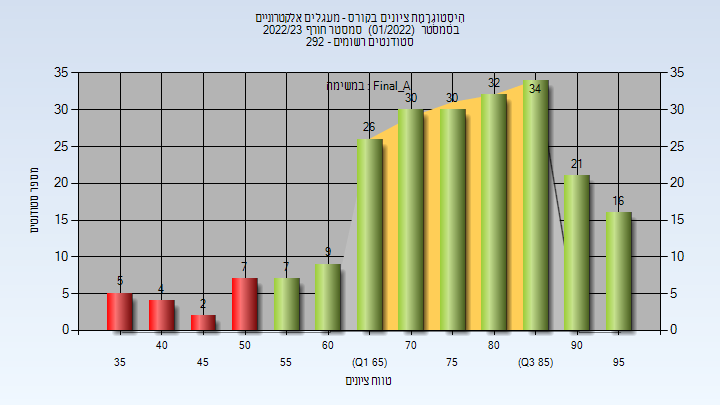 הִיסְטוֹגְרַמַת ציונים בקורס - מעגלים אלקטרוניים
בסמסטר (01/2022) סמסטר חורף 2022/23
סטודנטים רשומים - 292
במשימה : Final_A
מספר סטודנטים
35 35
30 30
25 25
20 20
15 15
10 10
5 5
0 0
5 4 2 7 7 9 26 30 30 32 34 21 16
40 50 60 70 80 90
35 45 55 (Q1 65) 75 (Q3 85) 95
טווח ציונים